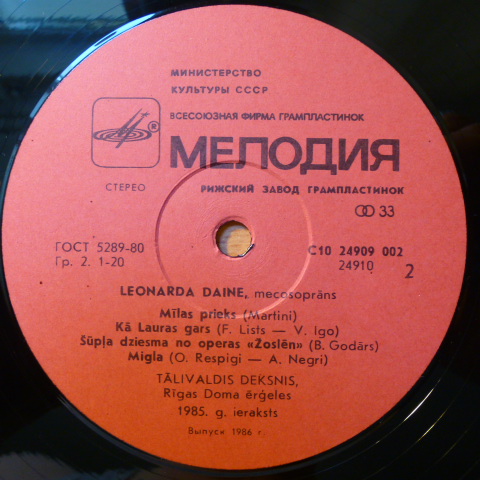 МИНИСТЕРСТВО
КУЛЬТУРЫ СССР
ВСЕСОЮЗНАЯ ФИРМА ГРАМПЛАСТИНОК
® МЕЛОДИЯ
СТЕРЕО
РИЖСКИЙ ЗАВОД ГРАМПЛАСТИНОК
33
ГОСТ 5289-80
Гр. 2. 1-20
С10 24909 002
24910 2
LEONARDA DAINE, mecosoprāns
Mīlas prieks (Martini)
Kā Lauras gars (F. Lists — V. Igo)
Šūpļa dziesma no operas «Žoslēn» (B. Godārs)
Migla (O. Respigi — A. Negri)
TĀLIVALDIS DEKSNIS,
Rīgas Doma ērģeles
1985. g. ieraksts
Выпуск 1986 г.